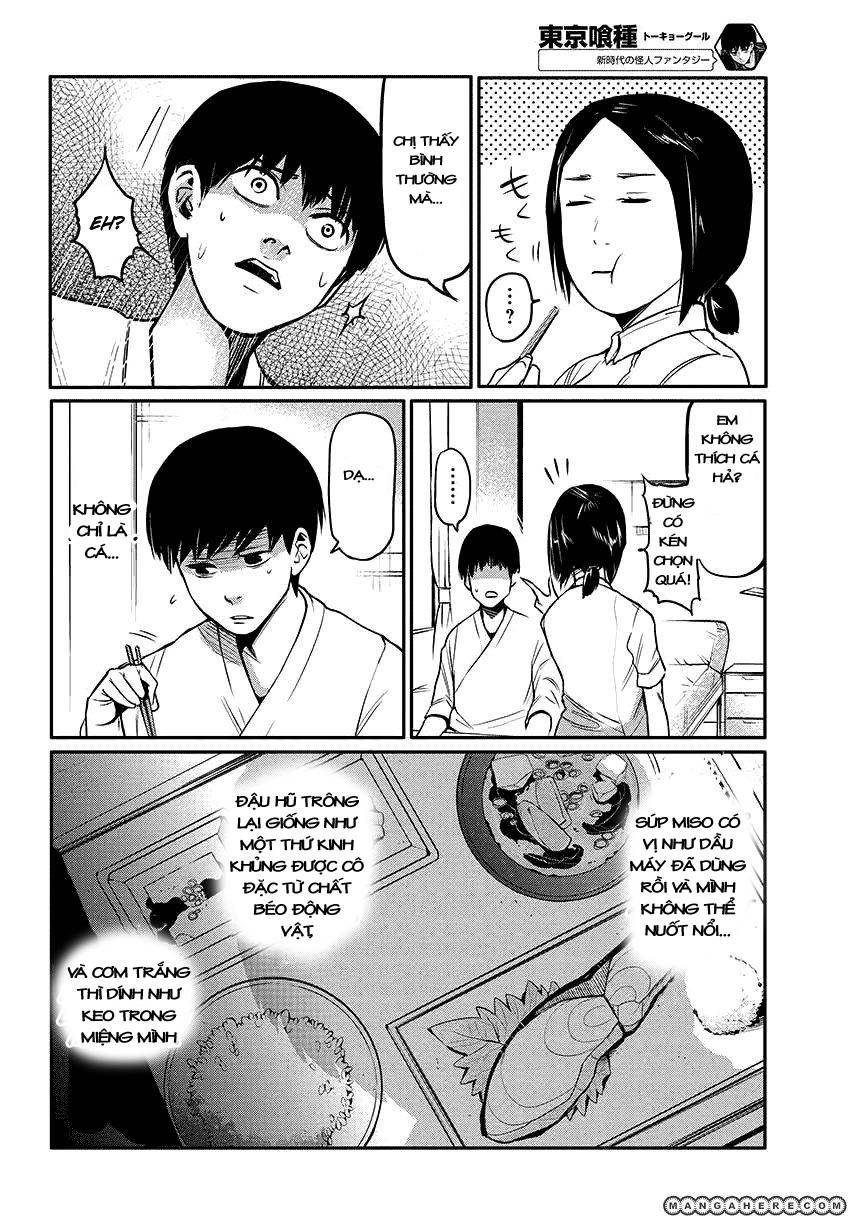 東京喰種 トーキョーグール
新時代の怪人ファンタジー
……?
CHỊ THẤY
BÌNH
THƯỜNG
MÀ...
EH?
EM
KHÔNG
THÍCH CÁ
HẢ?
ĐỪNG
CÓ
KÉN
CHỌN
QUÁ!
……
DẠ...
KHÔNG
CHỈ LÀ
CÁ...
SÚP MISO CÓ
VỊ NHƯ DẦU
MÁY ĐÃ DÙNG
RỒI VÀ MÌNH
KHÔNG THỂ
NUỐT NỔI...
ĐẬU HŨ TRÔNG
LẠI GIỐNG NHƯ
MỘT THỨ KINH
KHỦNG ĐƯỢC CÔ
ĐẶC TỪ CHẤT
BÉO ĐỘNG
VẬT,
VÀ CƠM TRẮNG
THÌ DÍNH NHƯ
KEO TRONG
MIỆNG MÌNH
MANGAHERE.COM